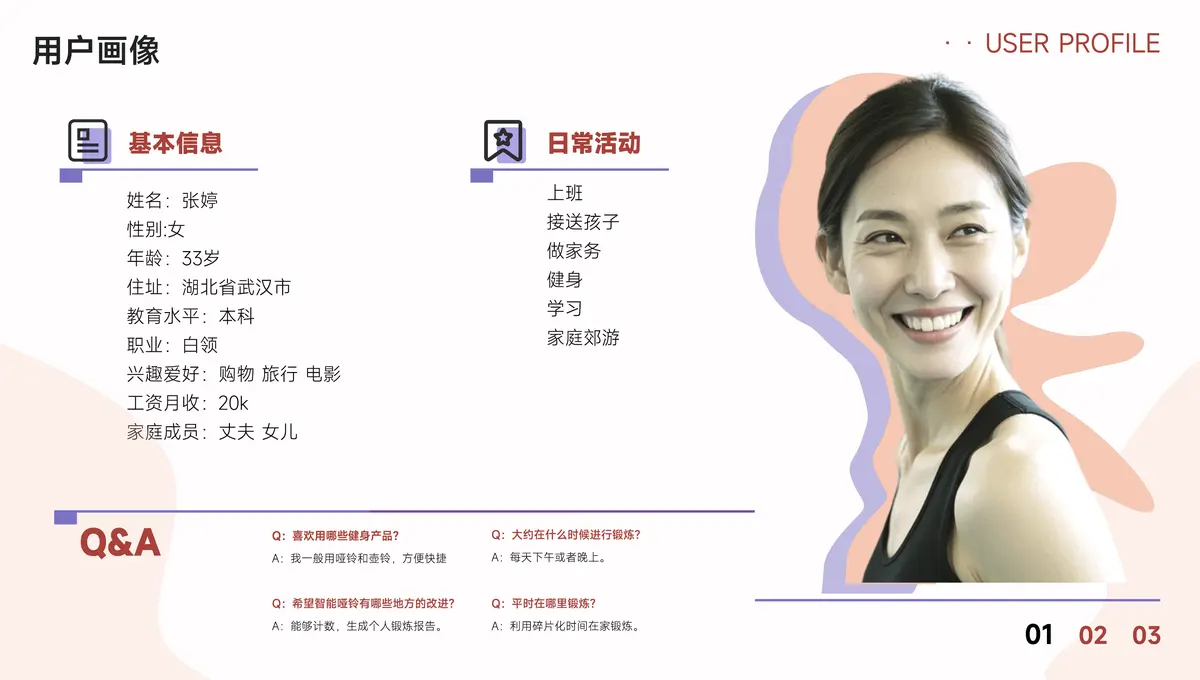 用户画像
· · USER PROFILE
基本信息
姓名：张婷
性别:女
年龄：33岁
住址：湖北省武汉市
教育水平：本科
职业：白领
兴趣爱好：购物 旅行 电影
工资月收：20k
家庭成员：丈夫 女儿
日常活动
上班
接送孩子
做家务
健身
学习
家庭郊游
Q&A
Q：喜欢用哪些健身产品?
A：我一般用哑铃和壶铃，方便快捷
Q：大约在什么时候进行锻炼?
A：每天下午或者晚上。
Q：希望智能哑铃有哪些地方的改进?
A：能够计数，生成个人锻炼报告。
Q：平时在哪里锻炼?
A：利用碎片化时间在家锻炼。
01 02 03